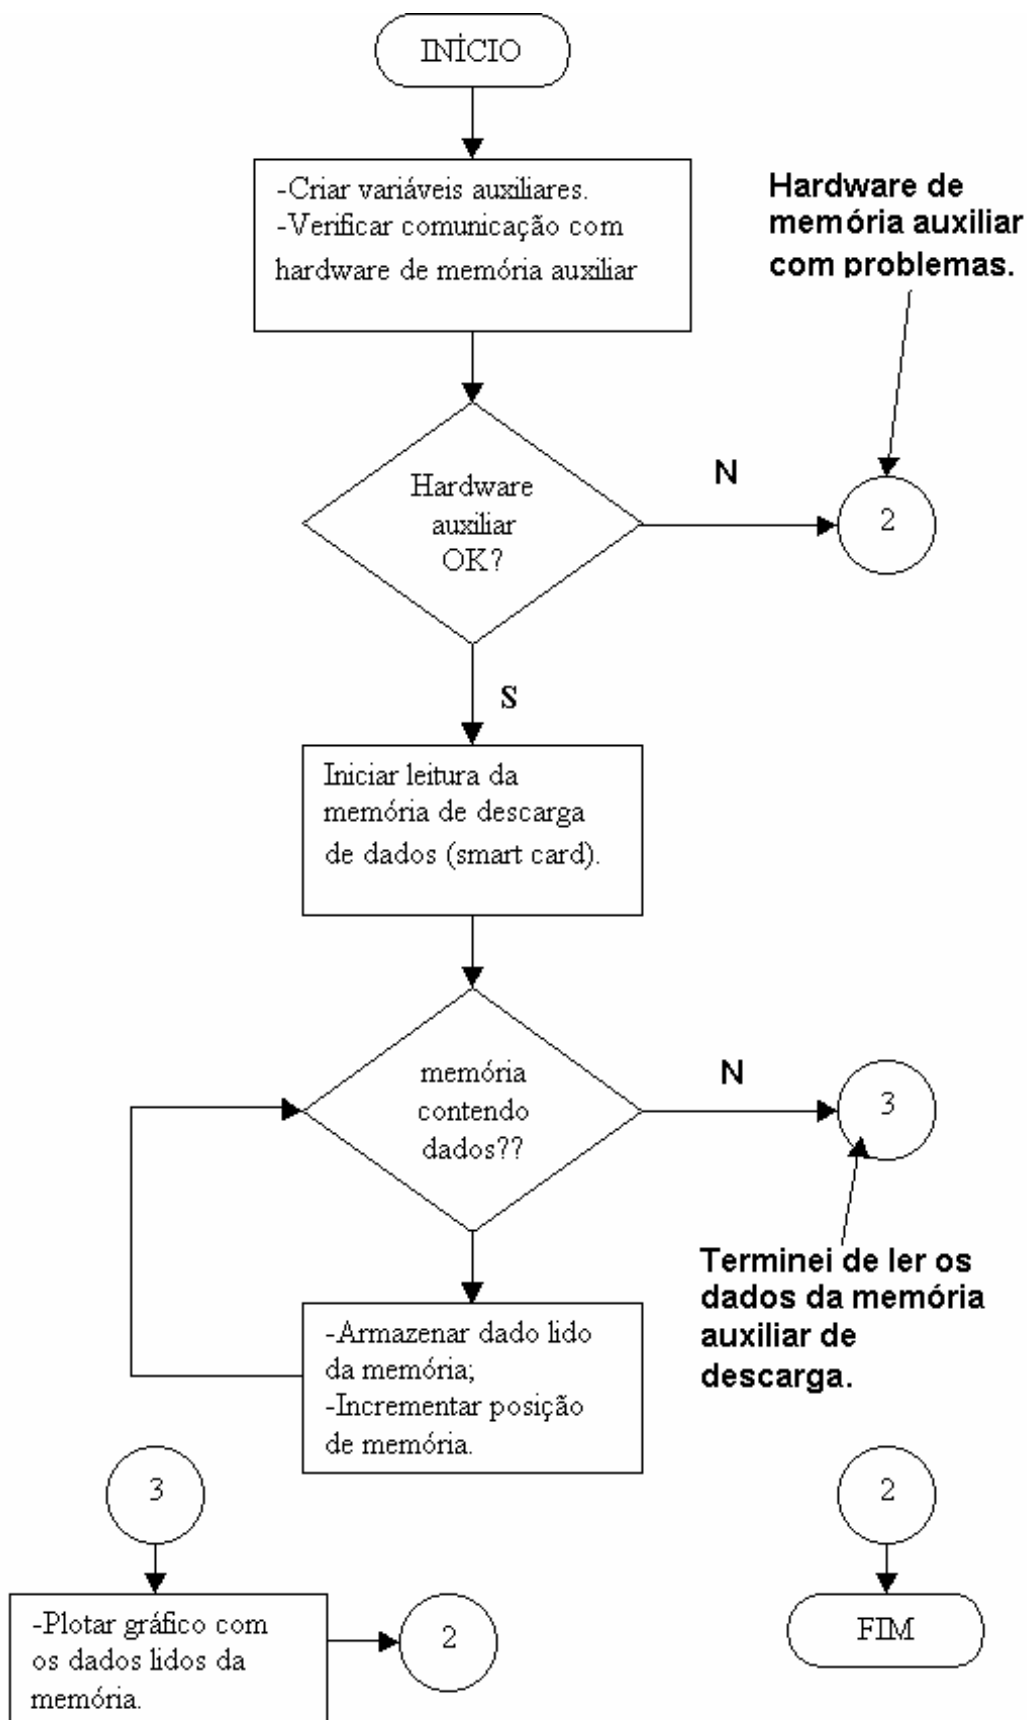 INÍCIO
-Criar variáveis auxiliares.
-Verificar comunicação com
hardware de memória auxiliar
Hardware de
memória auxiliar
com problemas.
Hardware
auxiliar
OK?
N
2
S
Iniciar leitura da
memória de descarga
de dados (smart card).
memória
contendo
dados??
N
3
Terminei de ler os
dados da memória
auxiliar de
descarga.
-Armazenar dado lido
da memória;
-Incrementar posição
de memória.
3
2
-Plotar gráfico com
os dados lidos da
memória.
2
FIM